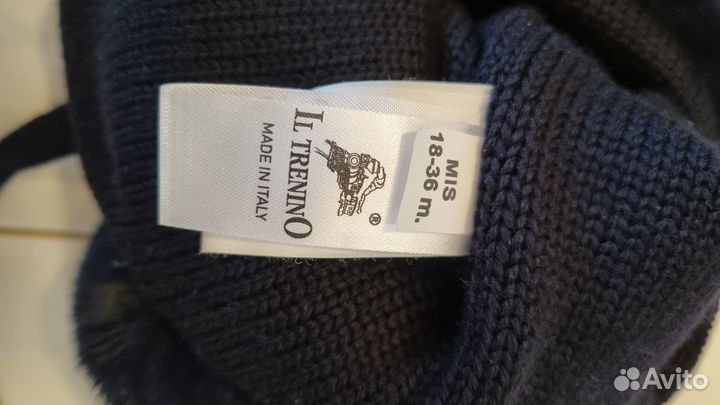 IL TRENINO
®
MADE IN ITALY
MIS
18-36 m.
Avito